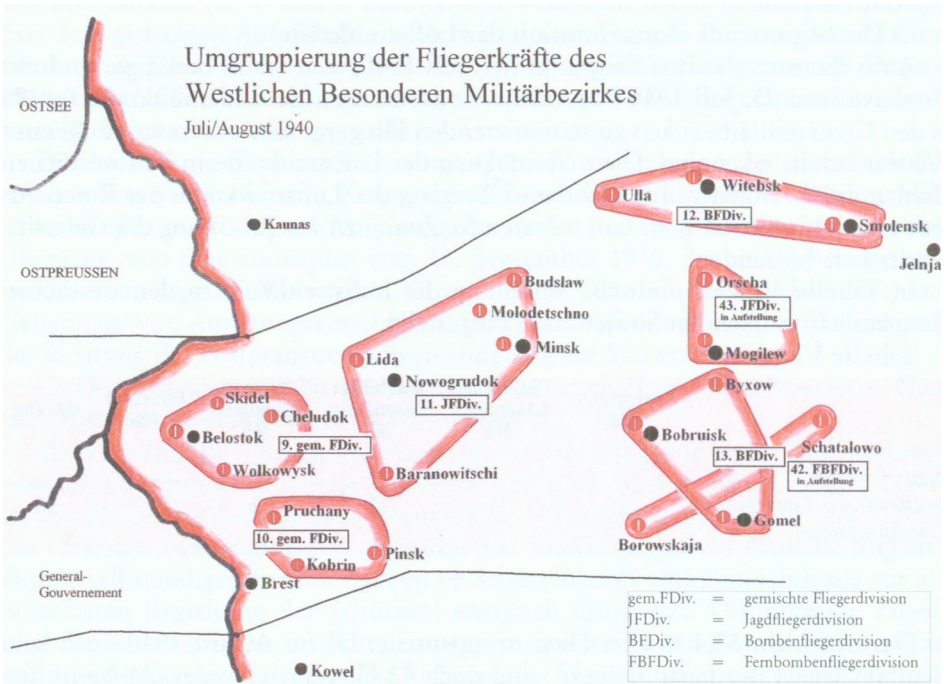 Umgruppierung der Fliegerkräfte des
Westlichen Besonderen Militärbezirkes
Juli/August 1940
OSTSEE
Kaunas
OSTPREUSSEN
Ulla
Witebsk
12. BFDiv.
Smolensk
Jelnja
Orscha
43. JFDiv.
in Aufstellung
Mogilew
Budslaw
Molodetschno
Minsk
Lida
Nowogrudok
11. JFDiv.
Baranowitschi
Skidel
Cheludok
Belostok
9. gem. FDiv.
Wolkowysk
Byxow
Bobruisk
13. BFDiv.
Schatalowo
42. FBFDiv.
in Aufstellung
Gomel
Borowskaja
Pruchany
10. gem. FDiv.
Pinsk
Kobrin
General-
Gouvernement
Brest
Kowel
gem.FDiv. = gemischte Fliegerdivision
JFDiv. = Jagdfliegerdivision
BFDiv. = Bombenfliegerdivision
FBFDiv. = Fernbombenfliegerdivision